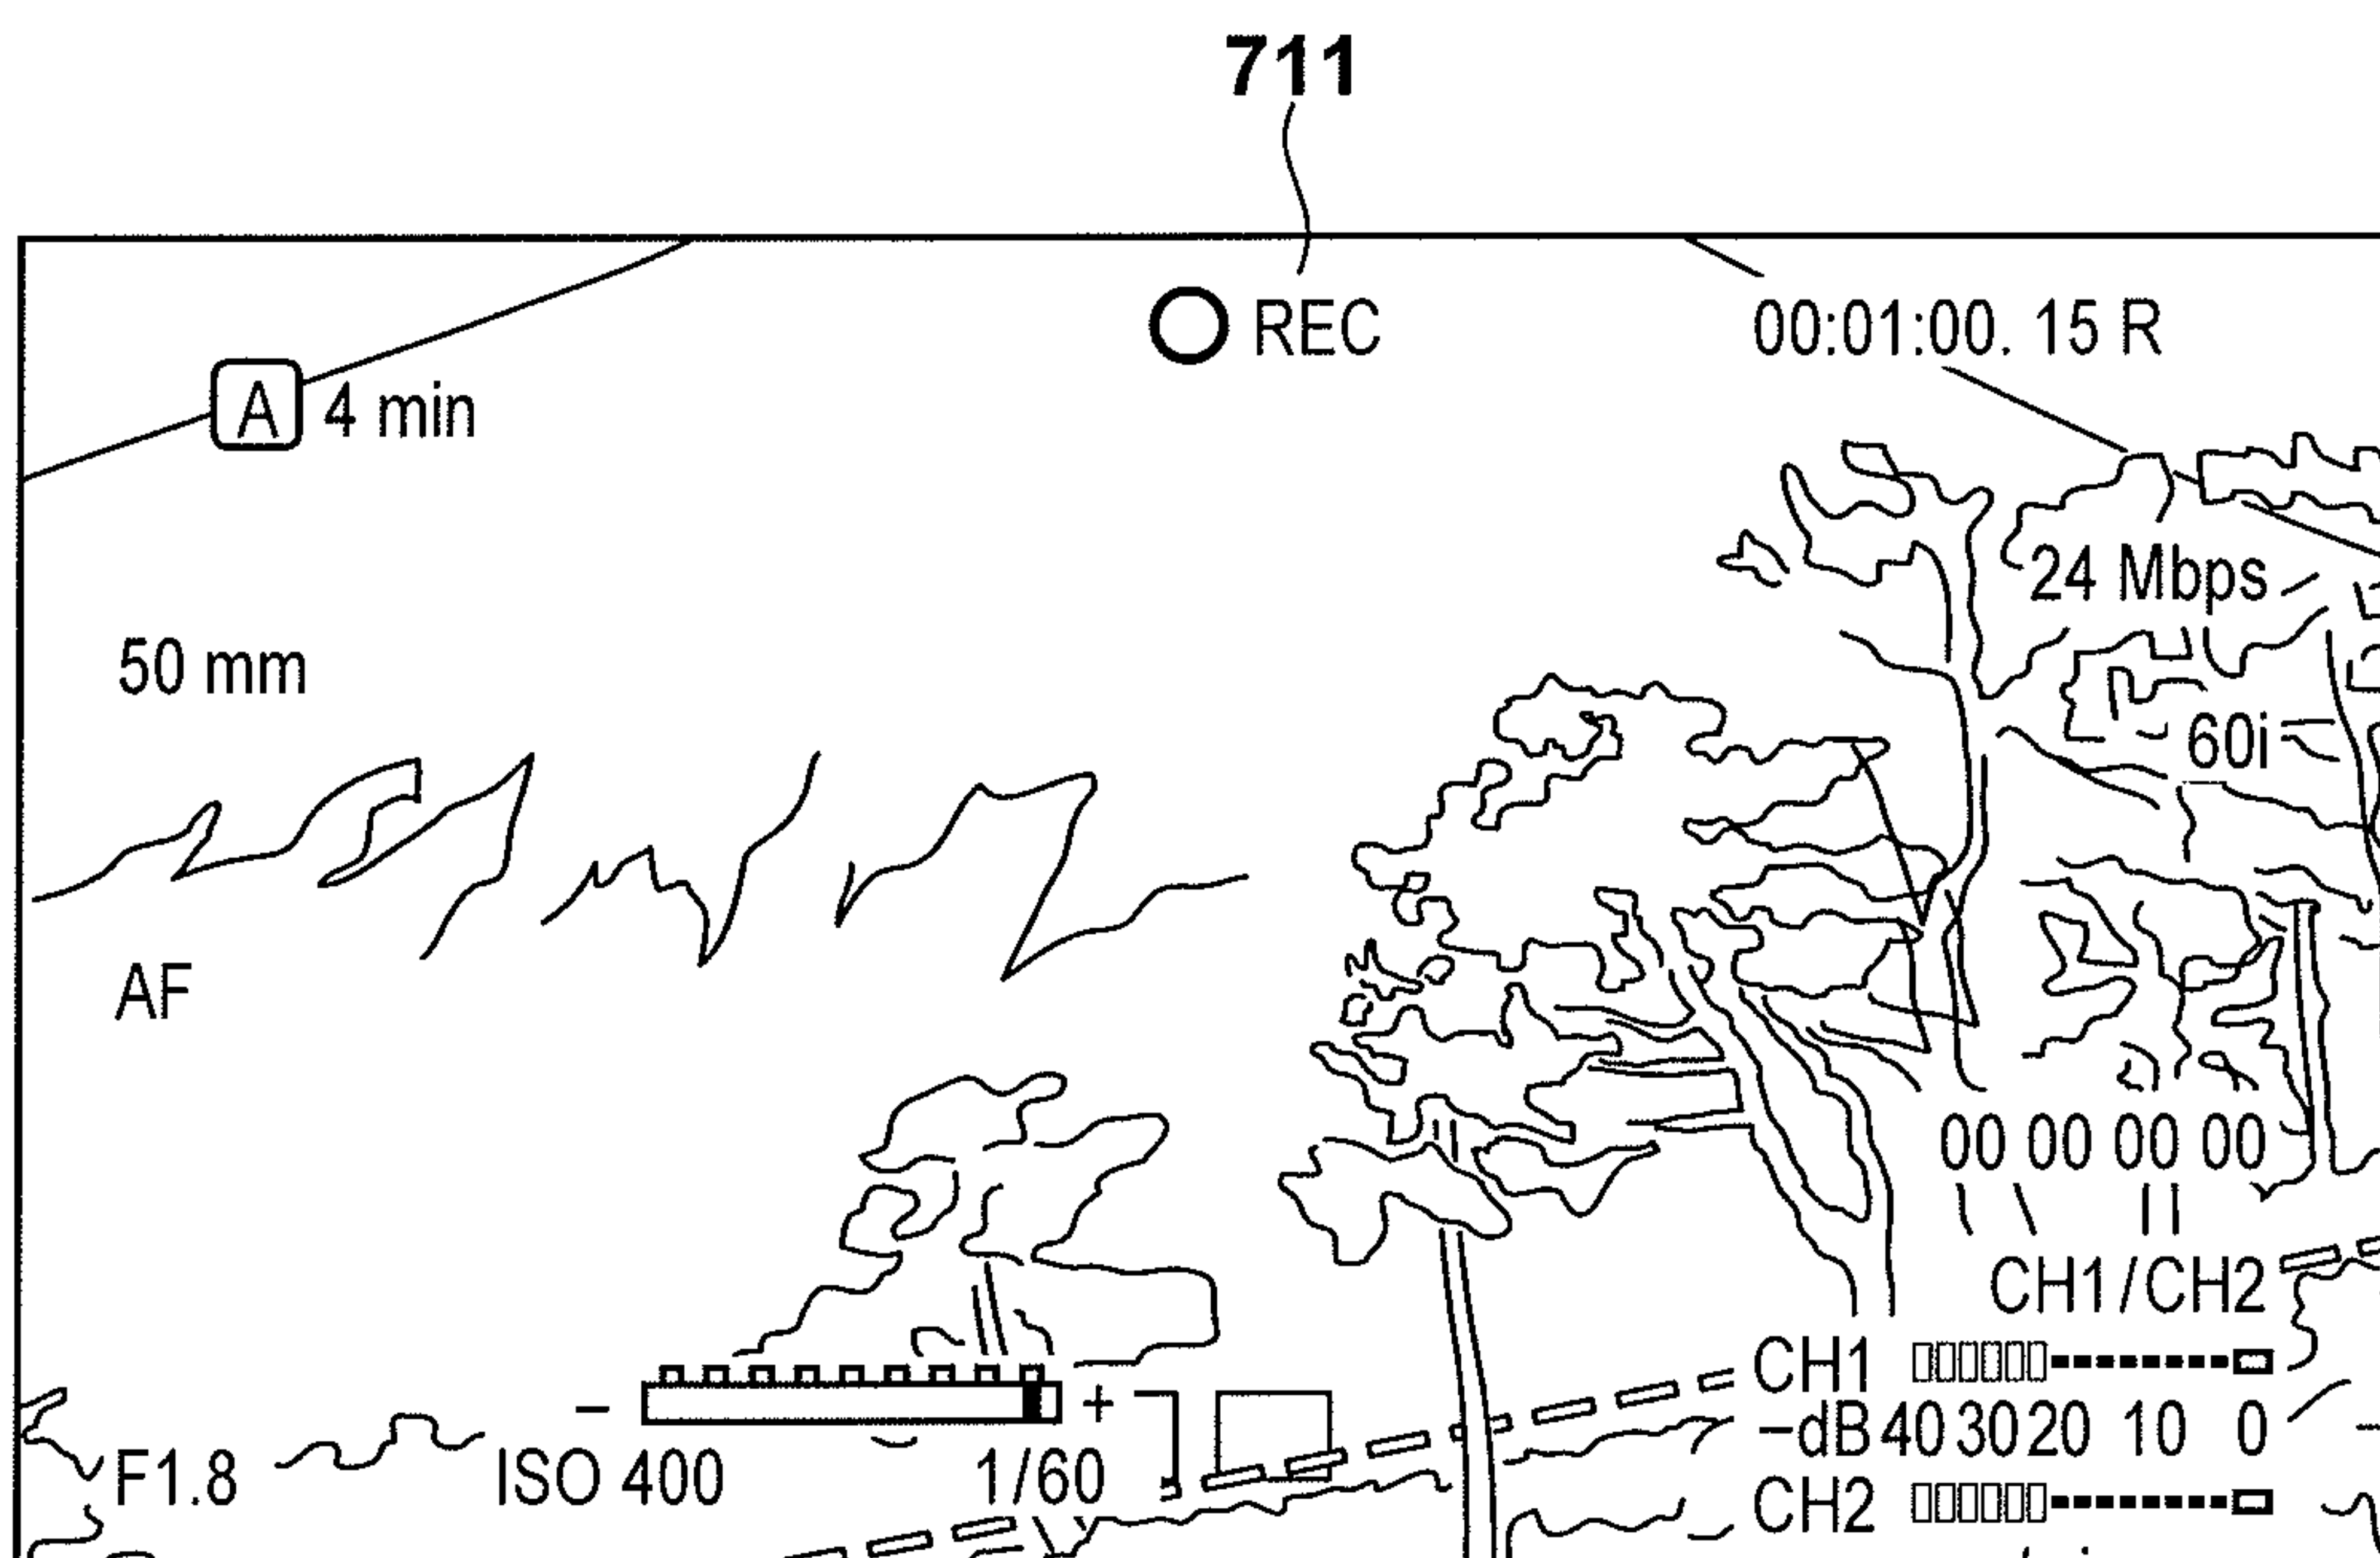 711
REC 00:01:00. 15 R
A 4 min
24 Mbps
50 mm
60i
AF
00 00 00 00
CH1/CH2
CH1
- +
-dB 40 30 20 10 0
F1.8 ISO 400 1/60
CH2